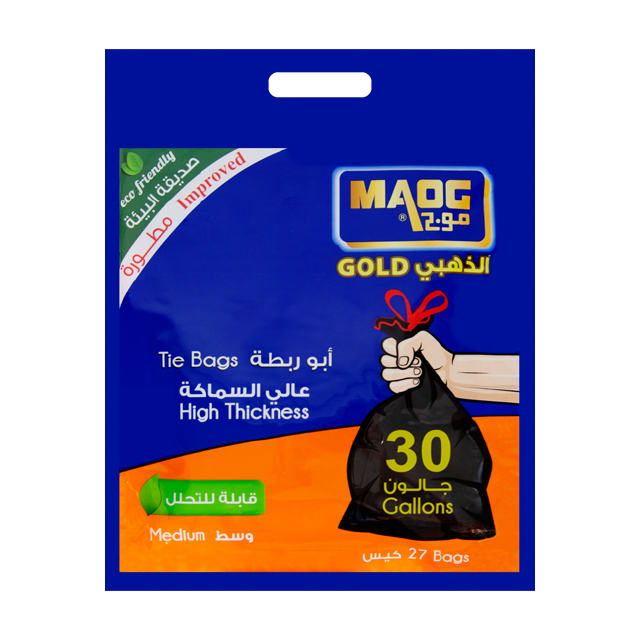 eco friendly
صديقة البيئة
مطورة Improved
MAOG
موج ®
GOLD الذهبي
Tie Bags أبو ربطة
عالي السماكة
High Thickness
30
جالون
Gallons
قابلة للتحلل
Medium وسط
27 كيس Bags